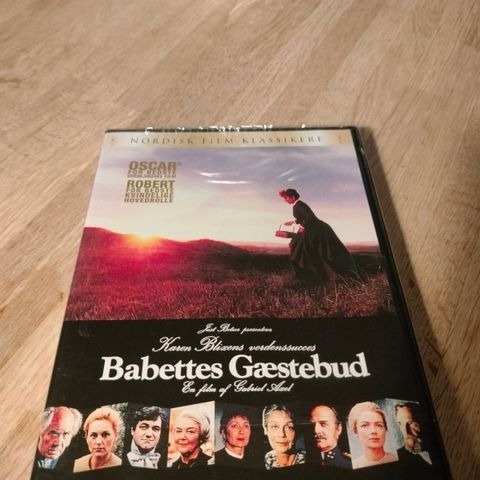 NORDISK FILM KLASSIKERE
OSCAR
FOR BEDSTE
UDENLANDSKE FILM
ROBERT
FOR BEDSTE
KVINDELIGE
HOVEDROLLE
Just Betzer præsenterer
Karen Blixens verdenssucces
Babettes Gæstebud
En film af Gabriel Axel